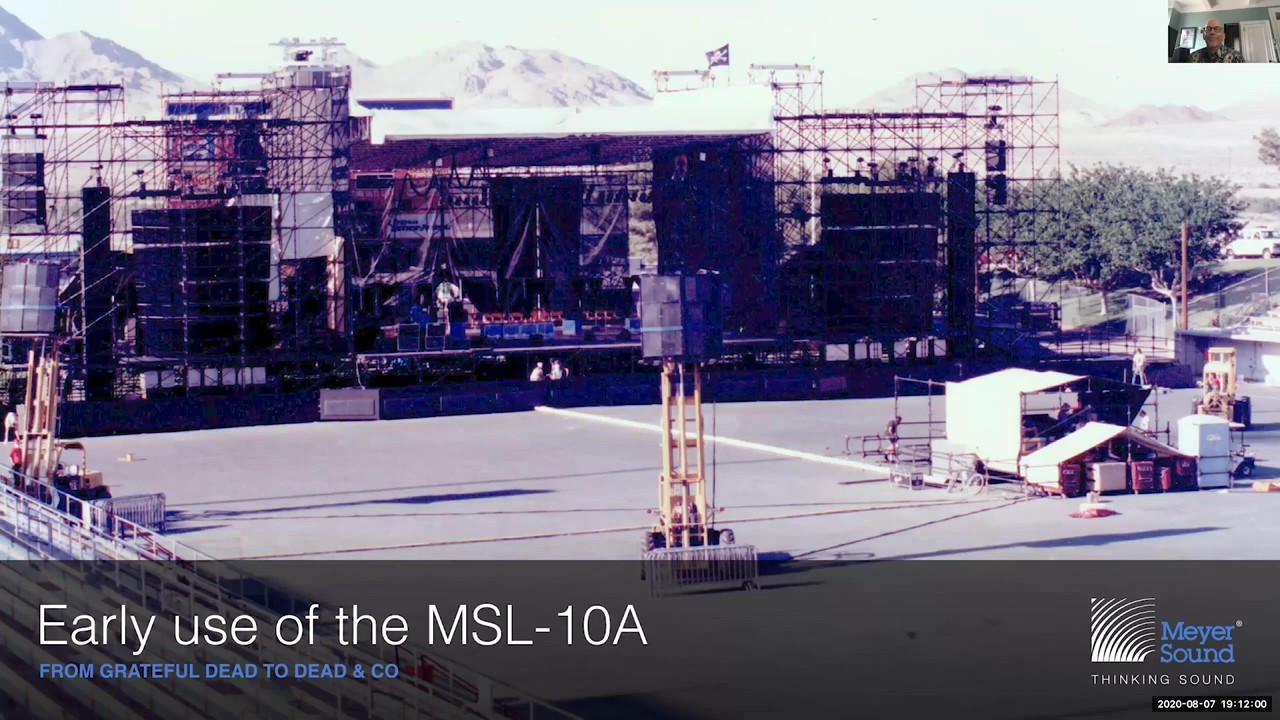 Early use of the MSL-10A
FROM GRATEFUL DEAD TO DEAD & CO
Meyer®
Sound
THINKING SOUND
2020-08-07 19:12:00